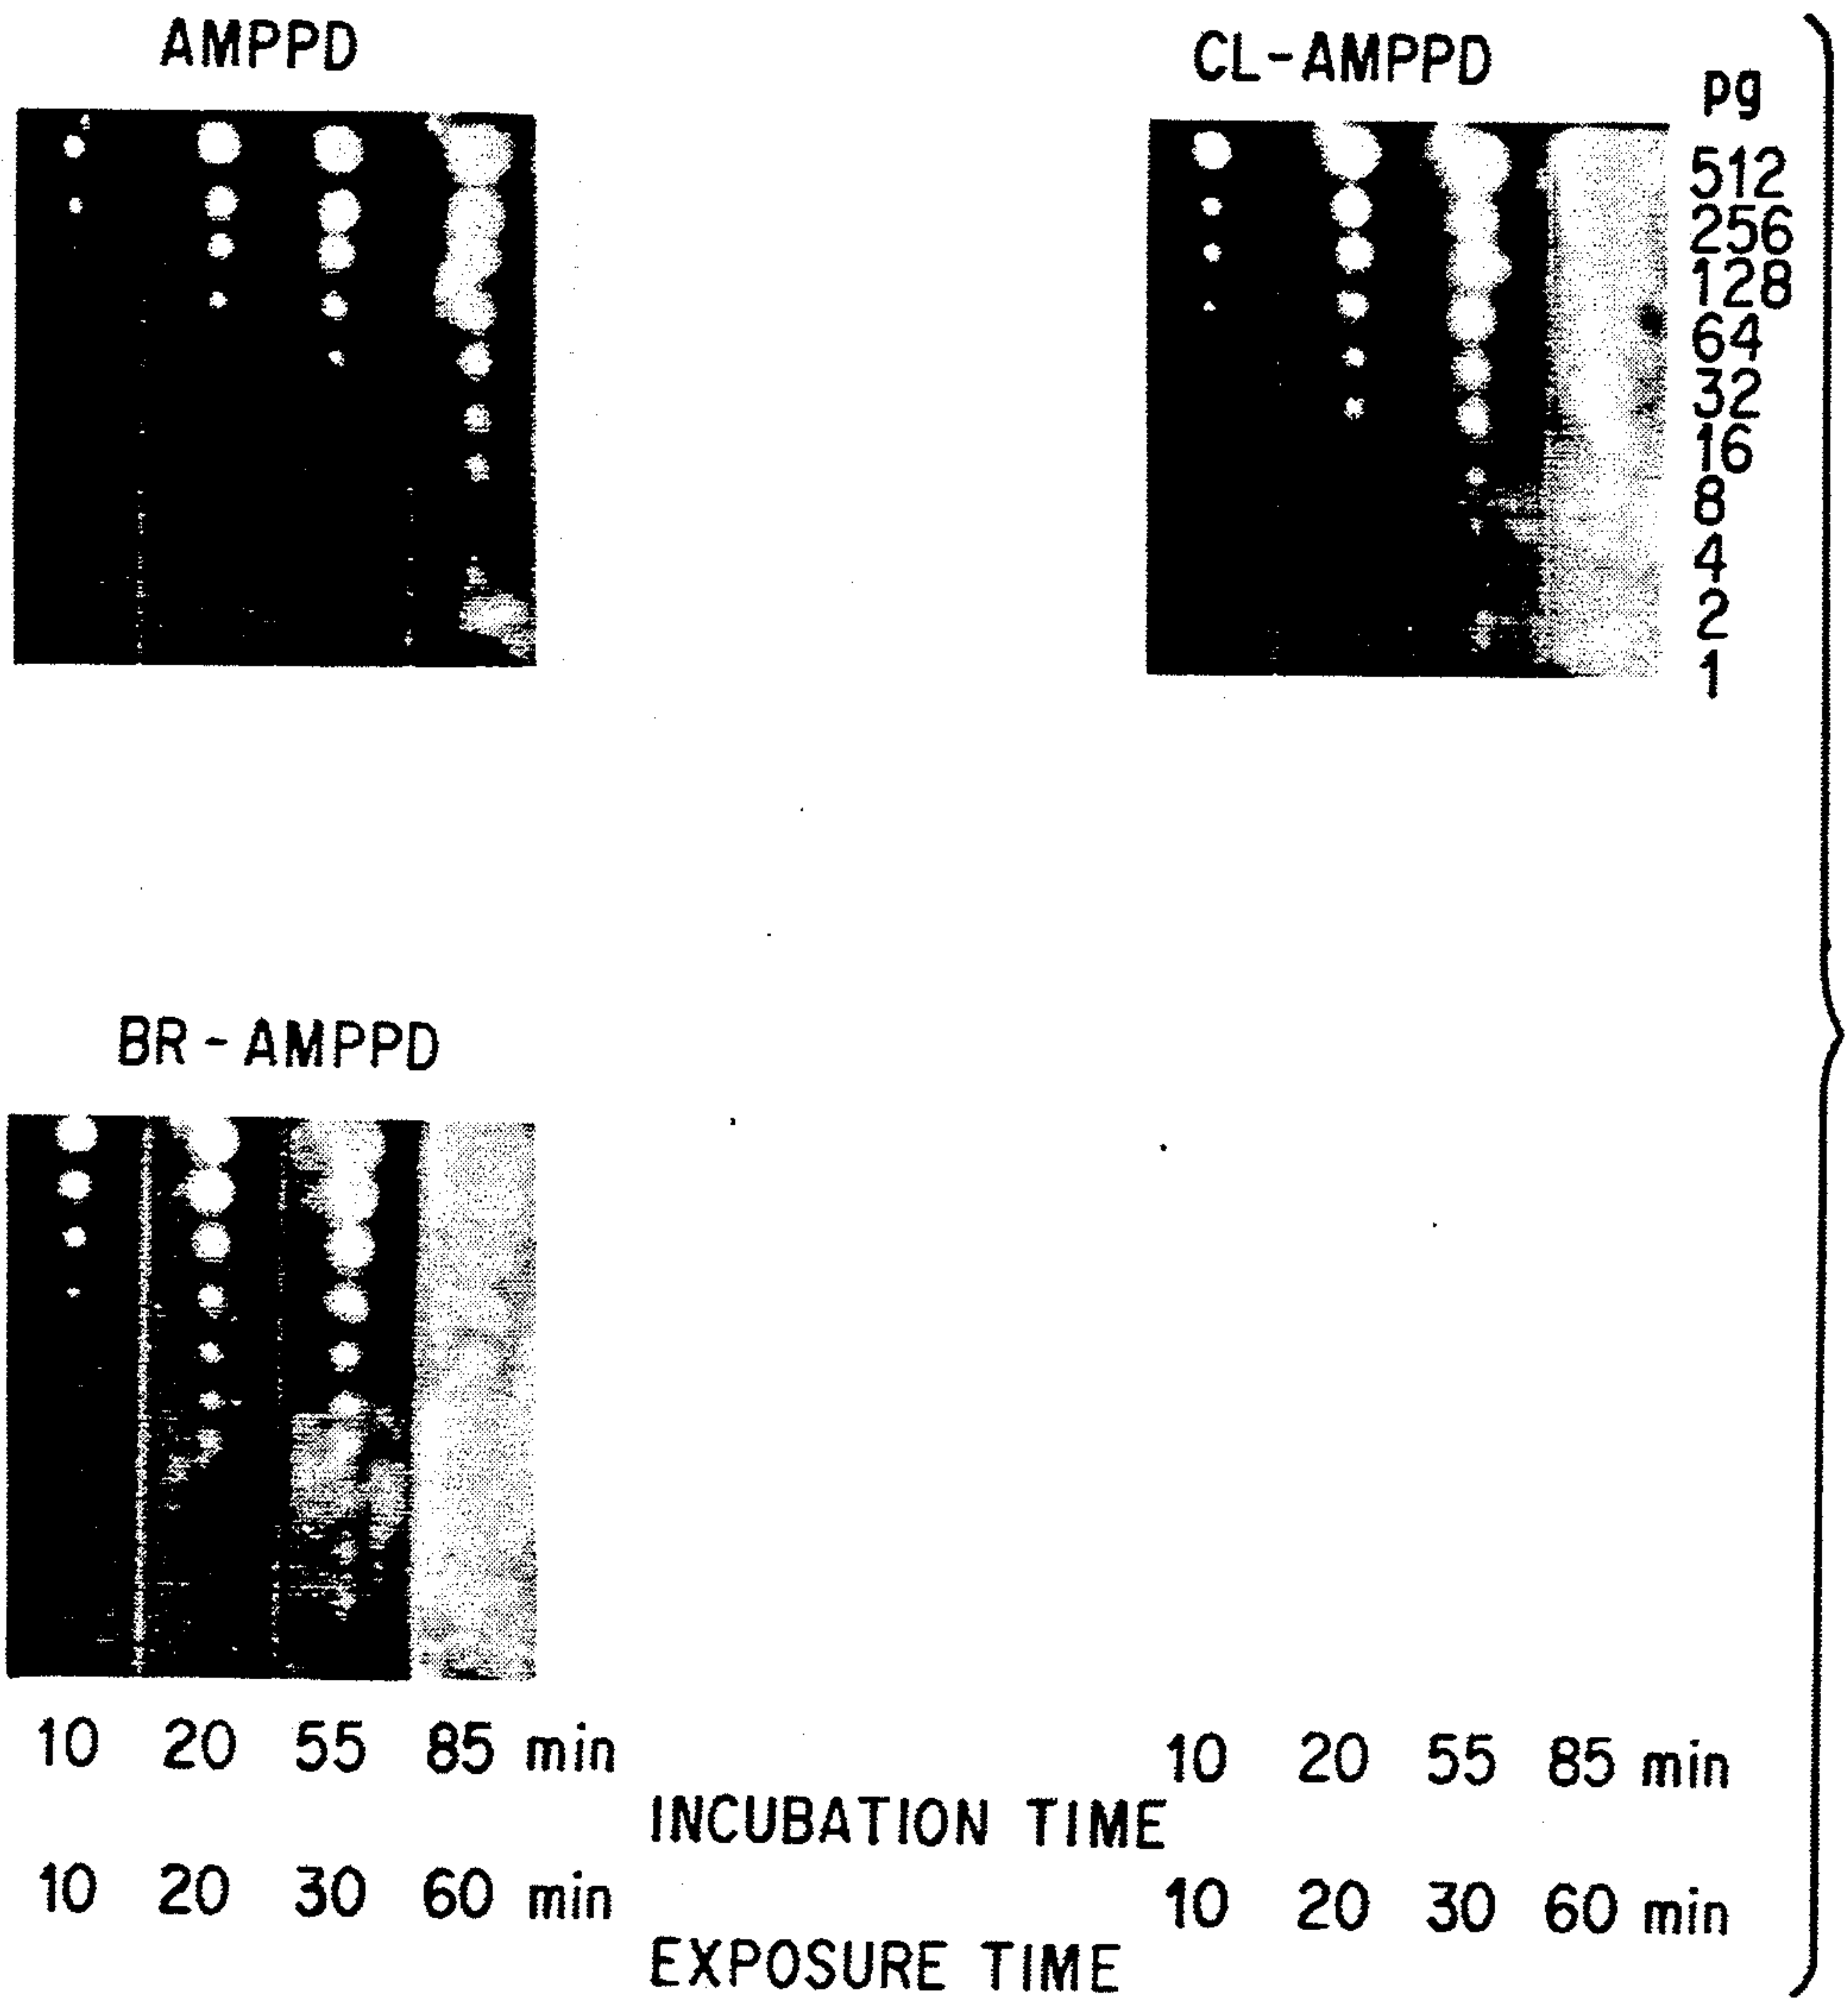 AMPPD
CL-AMPPD
pg
512
256
128
64
32
16
8
4
2
1
BR-AMPPD
10 20 55 85 min
10 20 55 85 min
INCUBATION TIME
10 20 30 60 min
10 20 30 60 min
EXPOSURE TIME